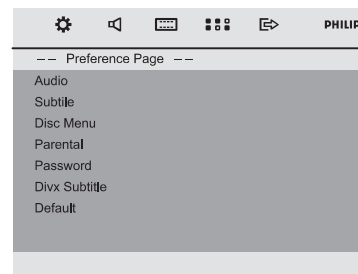 PHILIP
-- Preference Page --
Audio
Subtile
Disc Menu
Parental
Password
Divx Subtitle
Default